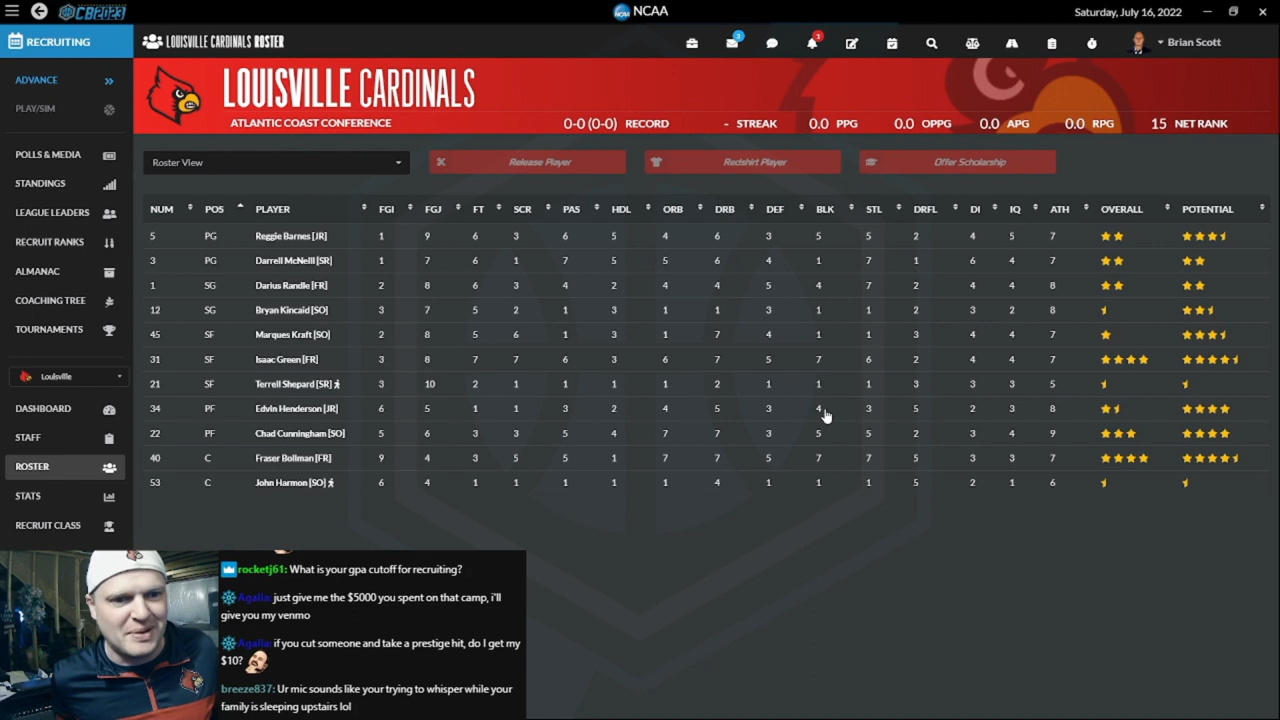 CB2023
NCAA
Saturday, July 16, 2022
RECRUITING
LOUISVILLE CARDINALS ROSTER
3
1
Brian Scott
ADVANCE
PLAY/SIM
POLLS & MEDIA
STANDINGS
LEAGUE LEADERS
RECRUIT RANKS
ALMANAC
COACHING TREE
TOURNAMENTS
Louisville
DASHBOARD
STAFF
ROSTER
STATS
RECRUIT CLASS
LOUISVILLE CARDINALS
ATLANTIC COAST CONFERENCE
0-0 (0-0) RECORD - STREAK 0.0 PPG 0.0 OPPG 0.0 APG 0.0 RPG 15 NET RANK
Roster View Release Player Redshirt Player Offer Scholarship
NUM POS PLAYER FGI FGJ FT SCR PAS HDL ORB DRB DEF BLK STL DRFL DI IQ ATH OVERALL POTENTIAL
5 PG Reggie Barnes [JR] 1 9 6 3 6 5 4 6 3 5 5 2 4 5 7
3 PG Darrell McNeill [SR] 1 7 6 1 7 5 5 6 4 1 7 1 6 4 7
1 SG Darius Randle [FR] 2 8 6 3 4 2 4 4 5 4 7 2 4 4 8
12 SG Bryan Kincaid [SO] 3 7 5 2 1 3 1 1 3 1 1 2 3 2 8
45 SF Marques Kraft [SO] 2 8 5 6 1 3 1 7 4 1 1 3 4 4 7
31 SF Isaac Green [FR] 3 8 7 7 6 3 6 7 5 7 6 2 4 4 7
21 SF Terrell Shepard [SR] 3 10 2 1 1 1 1 2 1 1 1 3 3 3 5
34 PF Edvin Henderson [JR] 6 5 1 1 3 2 4 5 3 4 3 5 2 3 8
22 PF Chad Cunningham [SO] 5 6 3 3 5 4 7 7 3 5 5 2 3 4 9
40 C Fraser Bollman [FR] 9 4 3 5 5 1 7 7 5 7 7 5 3 3 7
53 C John Harmon [SO] 6 4 1 1 1 1 1 4 1 1 1 5 2 1 6
rocketj61: What is your gpa cutoff for recruiting?
Agalia: just give me the $5000 you spent on that camp, i'll
give you my venmo
Agalia: if you cut someone and take a prestige hit, do I get my
$10?
breeze837: Ur mic sounds like your trying to whisper while your
family is sleeping upstairs lol